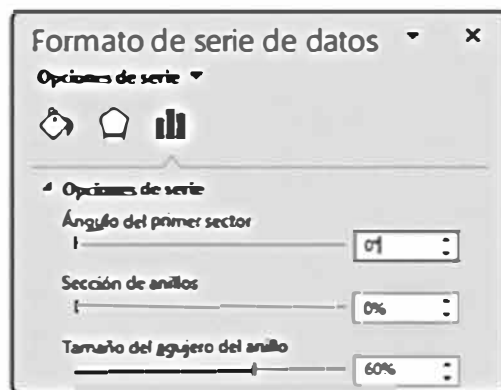 Formato de serie de datos
Opciones de serie
Opciones de serie
Ángulo del primer sector
0°
Sección de anillos
0%
Tamaño del agujero del anillo
60%